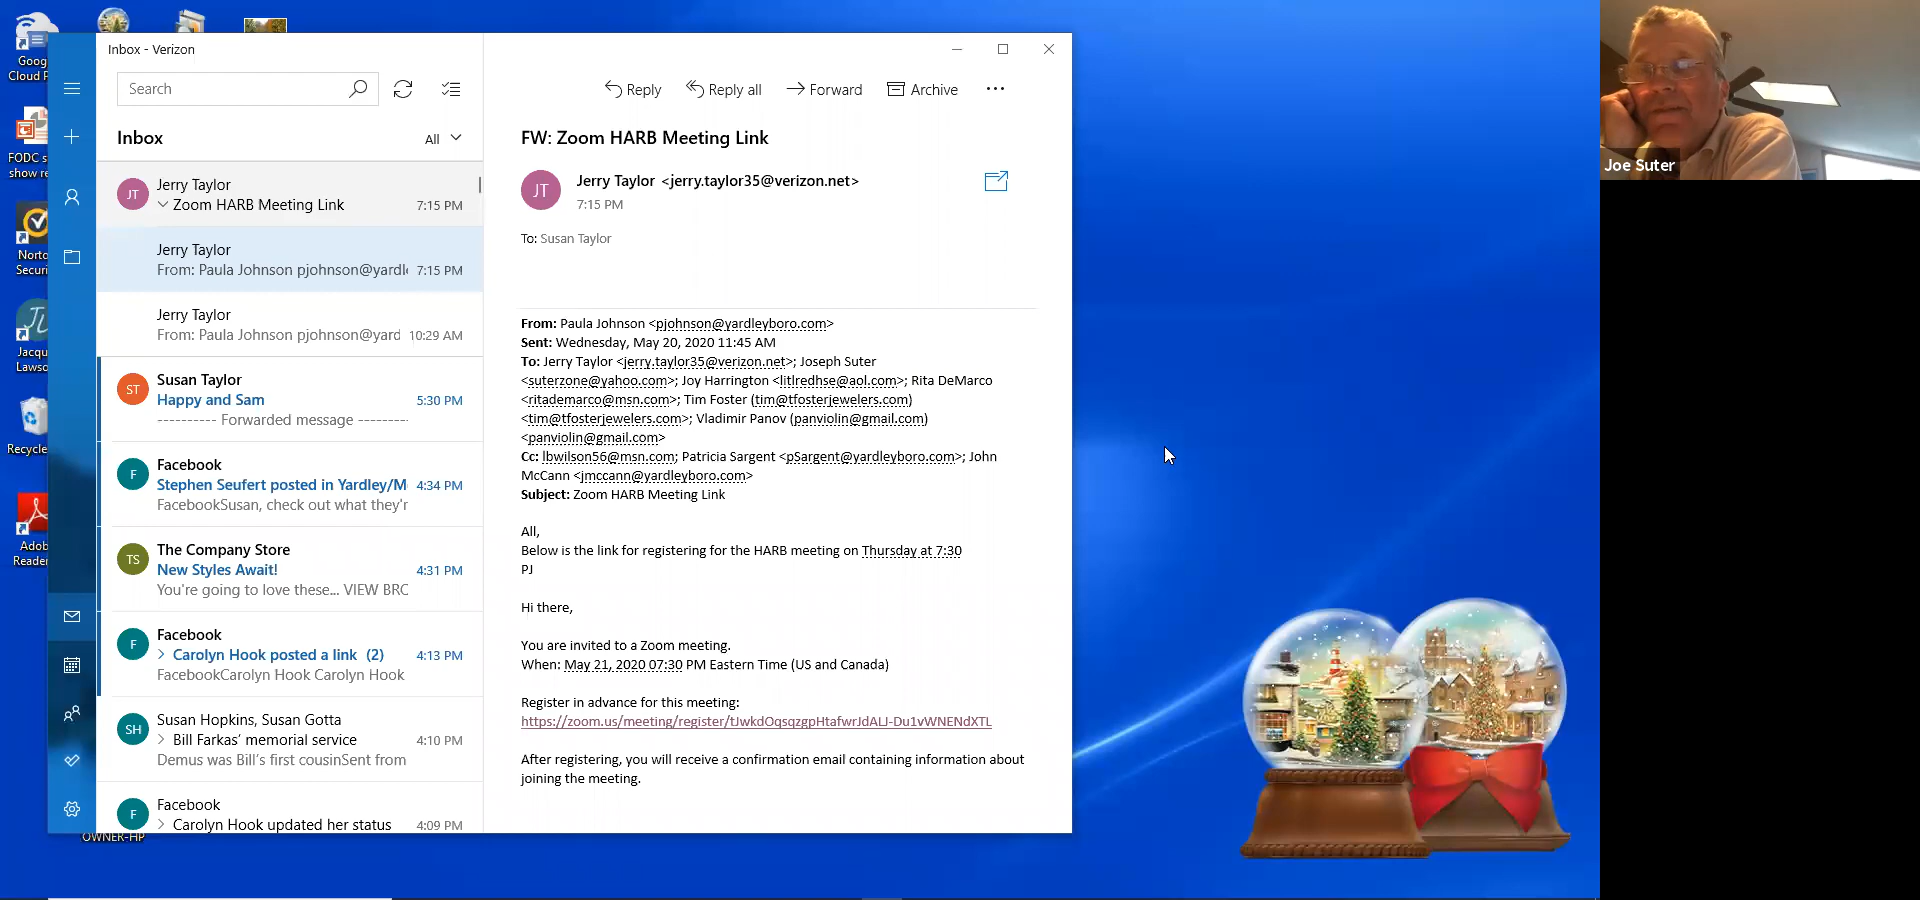 Goog
Cloud P
FODC s
show re
Norto
Securi
Jacqu
Lawso
Recycle
Adob
Reader
OWNER-HP
Inbox - Verizon
Search
Inbox
All
JT
Jerry Taylor
Zoom HARB Meeting Link
7:15 PM
Jerry Taylor
From: Paula Johnson pjohnson@yardl
7:15 PM
Jerry Taylor
From: Paula Johnson pjohnson@yard
10:29 AM
ST
Susan Taylor
Happy and Sam
5:30 PM
---------- Forwarded message --------
F
Facebook
Stephen Seufert posted in Yardley/M
4:34 PM
FacebookSusan, check out what they'r
TS
The Company Store
New Styles Await!
4:31 PM
You're going to love these... VIEW BRC
F
Facebook
Carolyn Hook posted a link (2)
4:13 PM
FacebookCarolyn Hook Carolyn Hook
SH
Susan Hopkins, Susan Gotta
Bill Farkas’ memorial service
4:10 PM
Demus was Bill’s first cousinSent from
F
Facebook
Carolyn Hook updated her status
4:09 PM
Reply
Reply all
Forward
Archive
FW: Zoom HARB Meeting Link
JT
Jerry Taylor <jerry.taylor35@verizon.net>
7:15 PM
To: Susan Taylor
From: Paula Johnson <pjohnson@yardleyboro.com>
Sent: Wednesday, May 20, 2020 11:45 AM
To: Jerry Taylor <jerry.taylor35@verizon.net>; Joseph Suter
<suterzone@yahoo.com>; Joy Harrington <litlredhse@aol.com>; Rita DeMarco
<ritademarco@msn.com>; Tim Foster (tim@tfosterjewelers.com)
<tim@tfosterjewelers.com>; Vladimir Panov (panviolin@gmail.com)
<panviolin@gmail.com>
Cc: lbwilson56@msn.com; Patricia Sargent <pSargent@yardleyboro.com>; John
McCann <jmccann@yardleyboro.com>
Subject: Zoom HARB Meeting Link
All,
Below is the link for registering for the HARB meeting on Thursday at 7:30
PJ
Hi there,
You are invited to a Zoom meeting.
When: May 21, 2020 07:30 PM Eastern Time (US and Canada)
Register in advance for this meeting:
https://zoom.us/meeting/register/tJwkdOqsqzgpHtafwrJdALJ-Du1vWNENdXTL
After registering, you will receive a confirmation email containing information about
joining the meeting.
Joe Suter